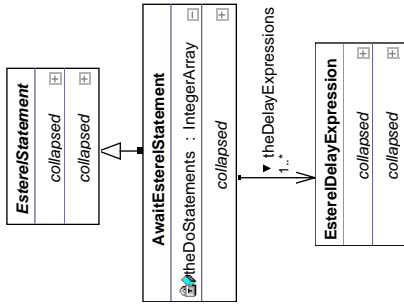 EsterelStatement
collapsed
collapsed
AwaitEsterelStatement
theDoStatements : IntegerArray
collapsed
theDelayExpressions
1..*
EsterelDelayExpression
collapsed
collapsed